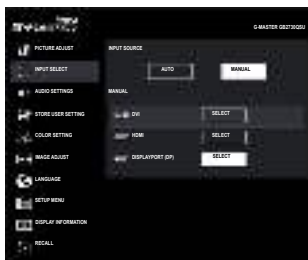 G-MASTER GB2730QSU
PICTURE ADJUST
INPUT SOURCE
INPUT SELECT
AUTO
MANUAL
AUDIO SETTINGS
MANUAL
STORE USER SETTING
DVI
SELECT
COLOR SETTING
HDMI
SELECT
IMAGE ADJUST
DISPLAYPORT (DP)
SELECT
LANGUAGE
SETUP MENU
DISPLAY INFORMATION
RECALL